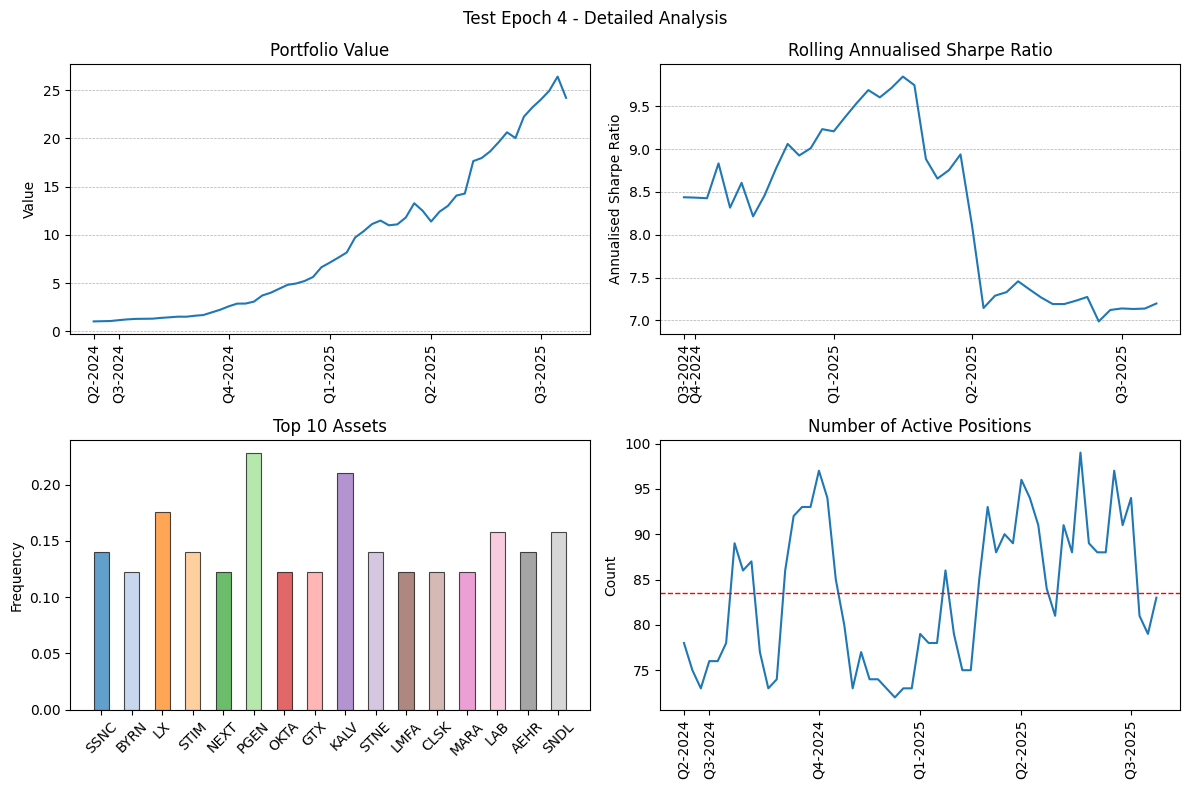 Test Epoch 4 - Detailed Analysis
Portfolio Value
Value
25
20
15
10
5
0
Q2-2024
Q3-2024
Q4-2024
Q1-2025
Q2-2025
Q3-2025
Rolling Annualised Sharpe Ratio
Annualised Sharpe Ratio
9.5
9.0
8.5
8.0
7.5
7.0
Q3-2024
Q4-2024
Q1-2025
Q2-2025
Q3-2025
Top 10 Assets
Frequency
0.20
0.15
0.10
0.05
0.00
SSNC
BYRN
LX
STIM
NEXT
PGEN
OKTA
GTX
KALV
STNE
LMFA
CLSK
MARA
LAB
AEHR
SNDL
Number of Active Positions
Count
100
95
90
85
80
75
Q2-2024
Q3-2024
Q4-2024
Q1-2025
Q2-2025
Q3-2025